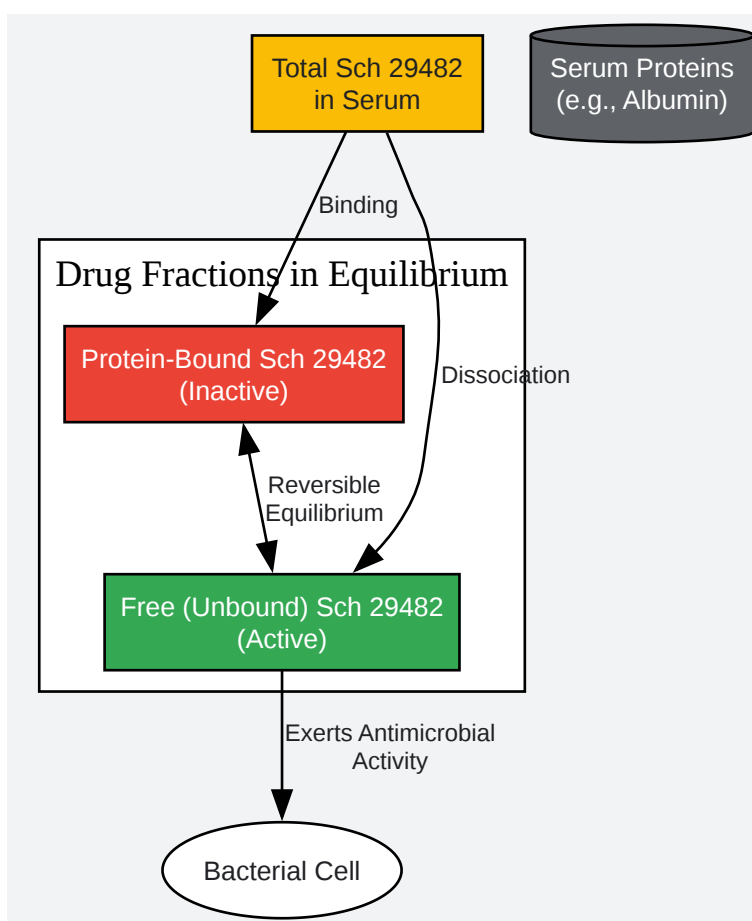 Total Sch 29482
in Serum
Serum Proteins
(e.g., Albumin)
Binding
Drug Fractions in Equilibrium
Protein-Bound Sch 29482
(Inactive)
Dissociation
Reversible
Equilibrium
Free (Unbound) Sch 29482
(Active)
Exerts Antimicrobial
Activity
Bacterial Cell